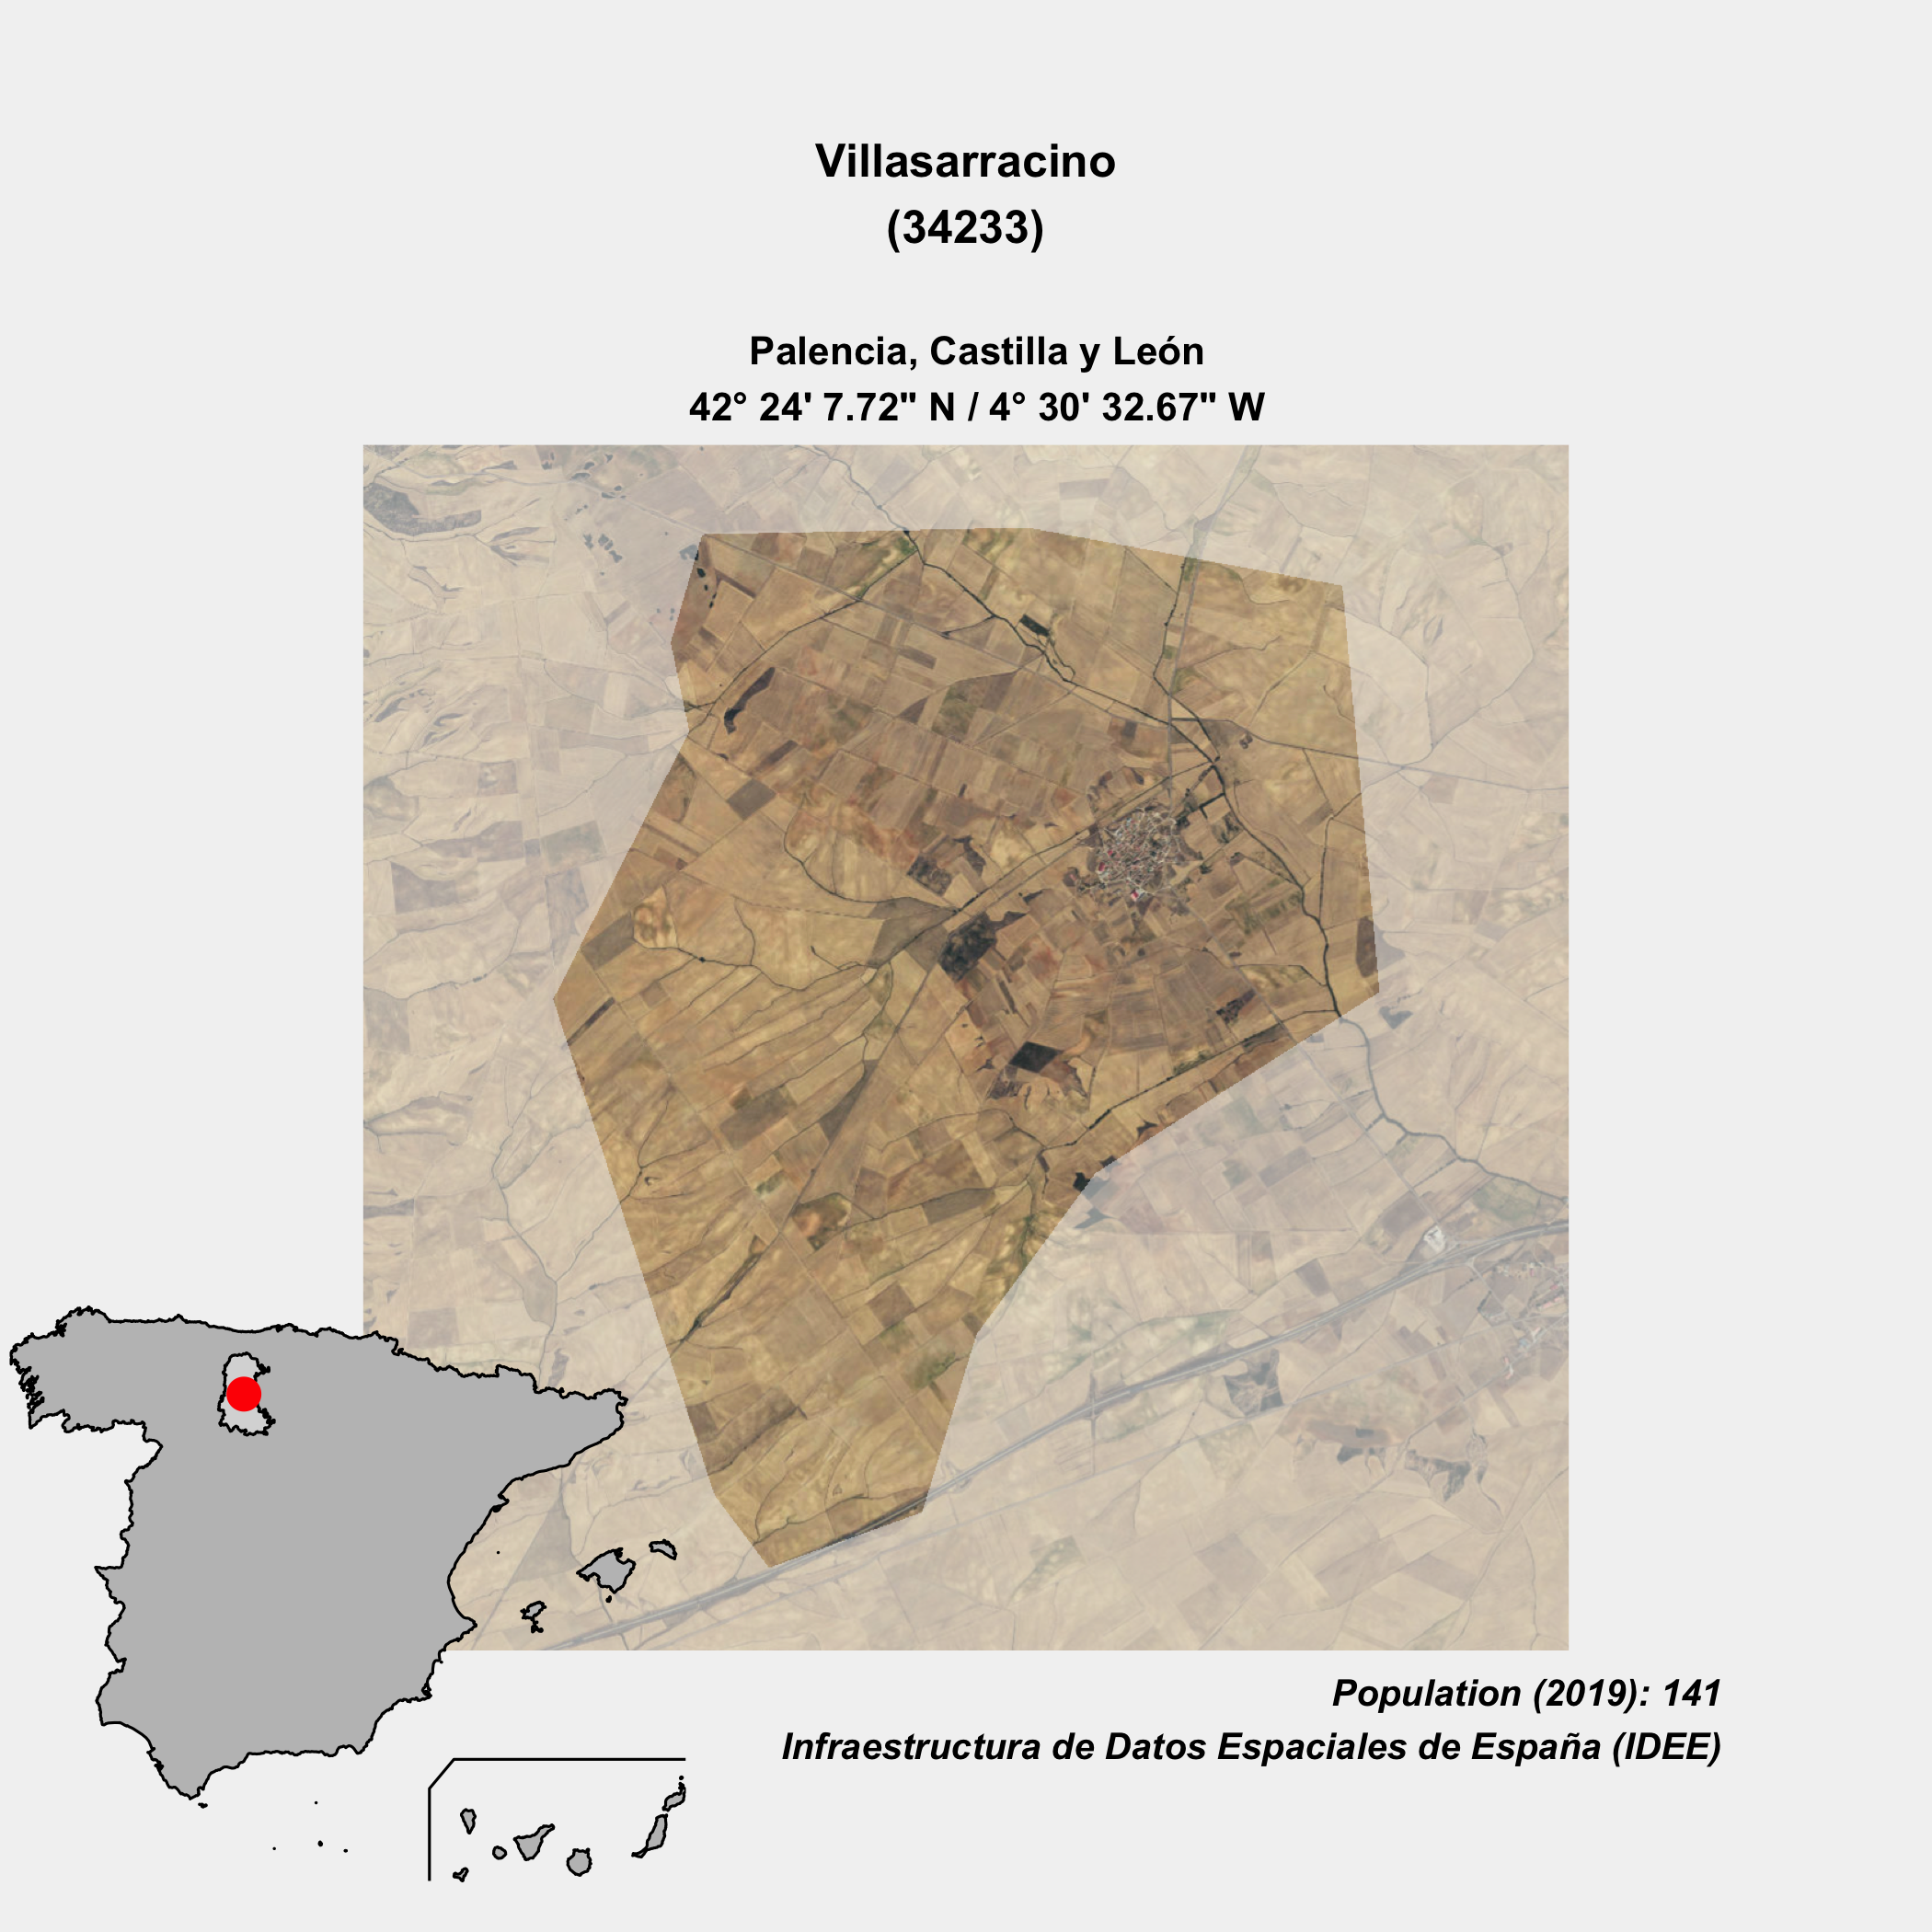 Villasarracino
(34233)
Palencia, Castilla y León
42° 24' 7.72" N / 4° 30' 32.67" W
Population (2019): 141
Infraestructura de Datos Espaciales de España (IDEE)